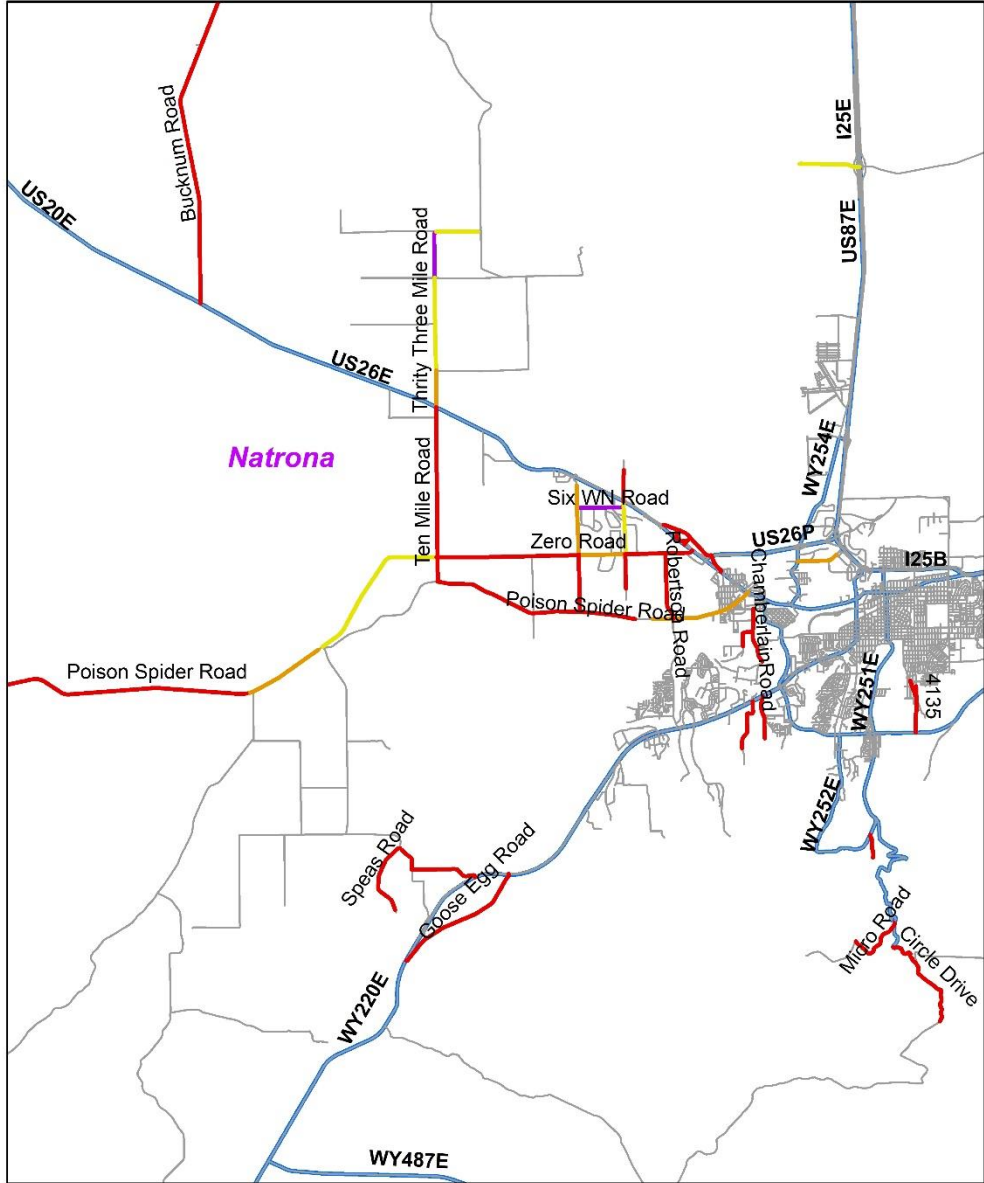 Bucknum Road
I25E
US20E
US87E
Thrity Three Mile Road
US26E
WY254E
Natrona
Six WN Road
Ten Mile Road
Zero Road
US26P
I25B
Robertson Road
Chamberlain Road
Poison Spider Road
Poison Spider Road
WY251E
4135
WY252E
Speas Road
Goose Egg Road
Micro Road
Circle Drive
WY220E
WY487E